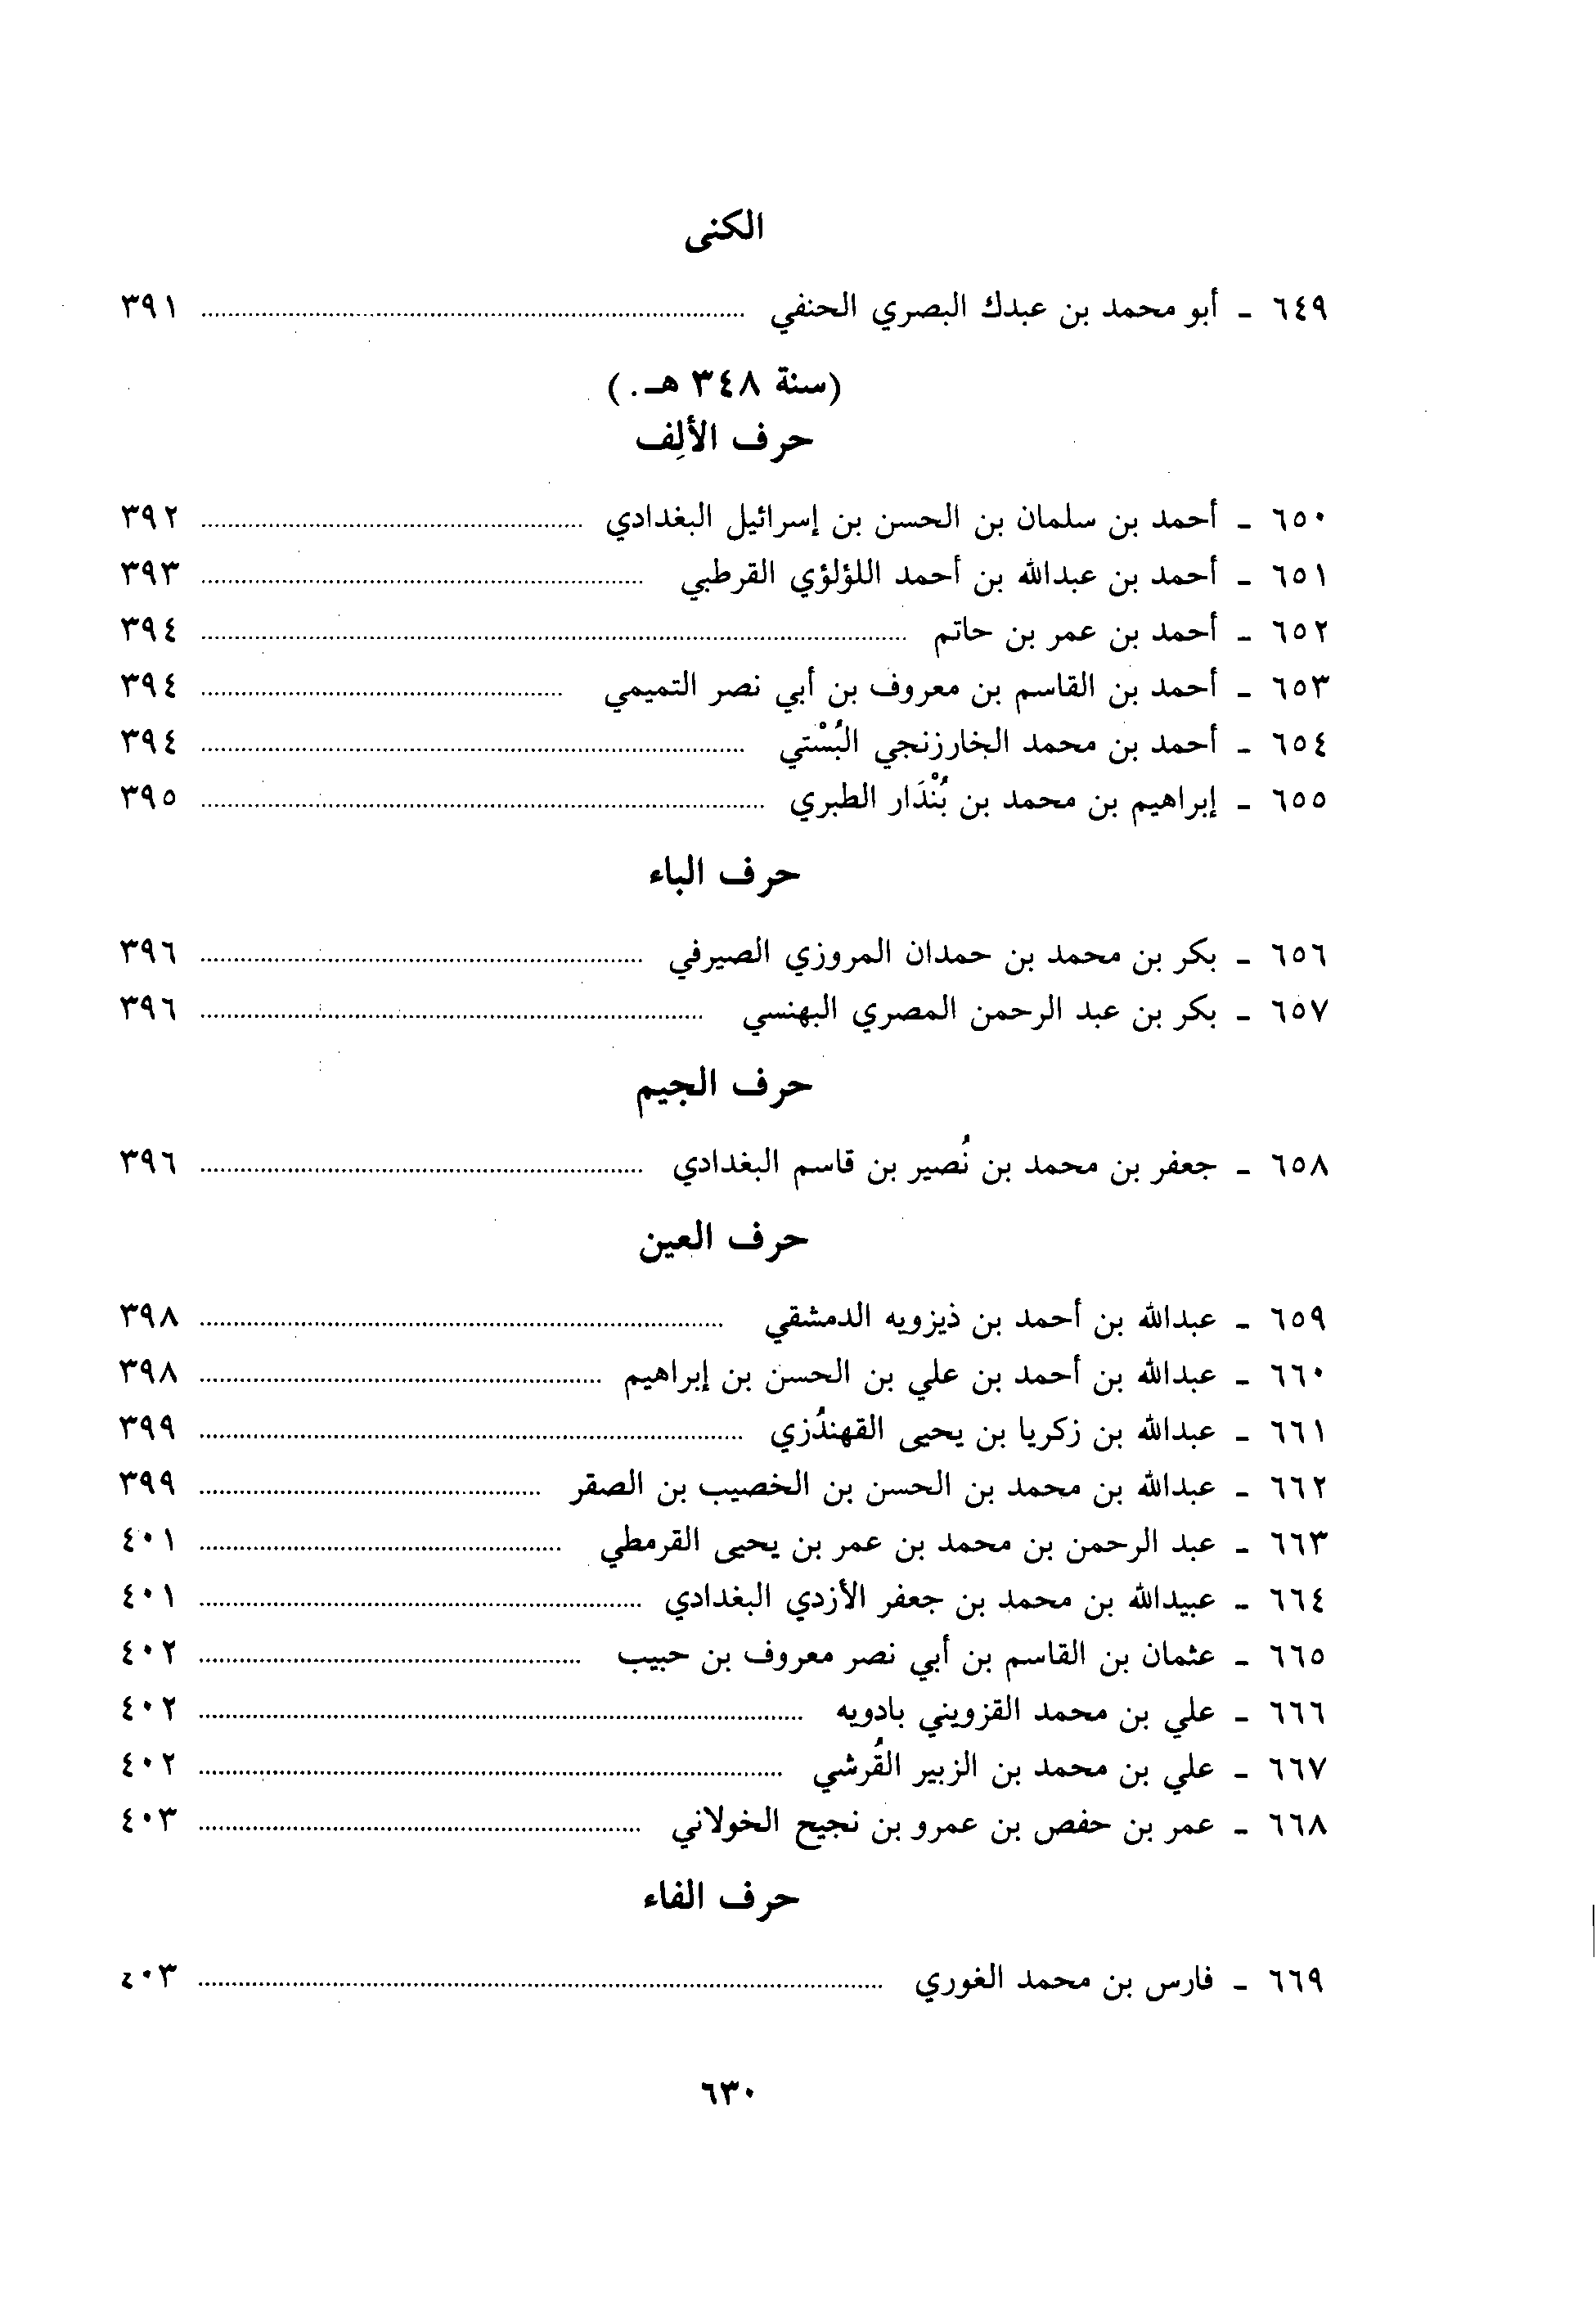 الكنى
٦٤٩ - أبو محمد بن عبدك البصري الحنفي ........ ٣٩١
(سنة ٣٤٨ هـ.)
حرف الألِف
٦٥٠ - أحمد بن سلمان بن الحسن بن إسرائيل البغدادي ........ ٣٩٢
٦٥١ - أحمد بن عبدالله بن أحمد اللؤلؤي القرطبي ........ ٣٩٣
٦٥٢ - أحمد بن عمر بن حاتم ........ ٣٩٤
٦٥٣ - أحمد بن القاسم بن معروف بن أبي نصر التميمي ........ ٣٩٤
٦٥٤ - أحمد بن محمد الخارزنجي البُسْتي ........ ٣٩٤
٦٥٥ - إبراهيم بن محمد بن بُنْدَار الطبري ........ ٣٩٥
حرف الباء
٦٥٦ - بكر بن محمد بن حمدان المروزي الصيرفي ........ ٣٩٦
٦٥٧ - بكر بن عبد الرحمن المصري البهنسي ........ ٣٩٦
حرف الجيم
٦٥٨ - جعفر بن محمد بن نُصير بن قاسم البغدادي ........ ٣٩٦
حرف العين
٦٥٩ - عبدالله بن أحمد بن ذيزويه الدمشقي ........ ٣٩٨
٦٦٠ - عبدالله بن أحمد بن علي بن الحسن بن إبراهيم ........ ٣٩٨
٦٦١ - عبدالله بن زكريا بن يحيى القهندُزي ........ ٣٩٩
٦٦٢ - عبدالله بن محمد بن الحسن بن الخصيب بن الصقر ........ ٣٩٩
٦٦٣ - عبد الرحمن بن محمد بن عمر بن يحيى القرمطي ........ ٤٠١
٦٦٤ - عبيدالله بن محمد بن جعفر الأزدي البغدادي ........ ٤٠١
٦٦٥ - عثمان بن القاسم بن أبي نصر معروف بن حبيب ........ ٤٠٢
٦٦٦ - علي بن محمد القزويني بادويه ........ ٤٠٢
٦٦٧ - علي بن محمد بن الزبير القُرشي ........ ٤٠٢
٦٦٨ - عمر بن حفص بن عمرو بن نجيح الخولاني ........ ٤٠٣
حرف الفاء
٦٦٩ - فارس بن محمد الغوري ........ ٤٠٣
٦٣٠